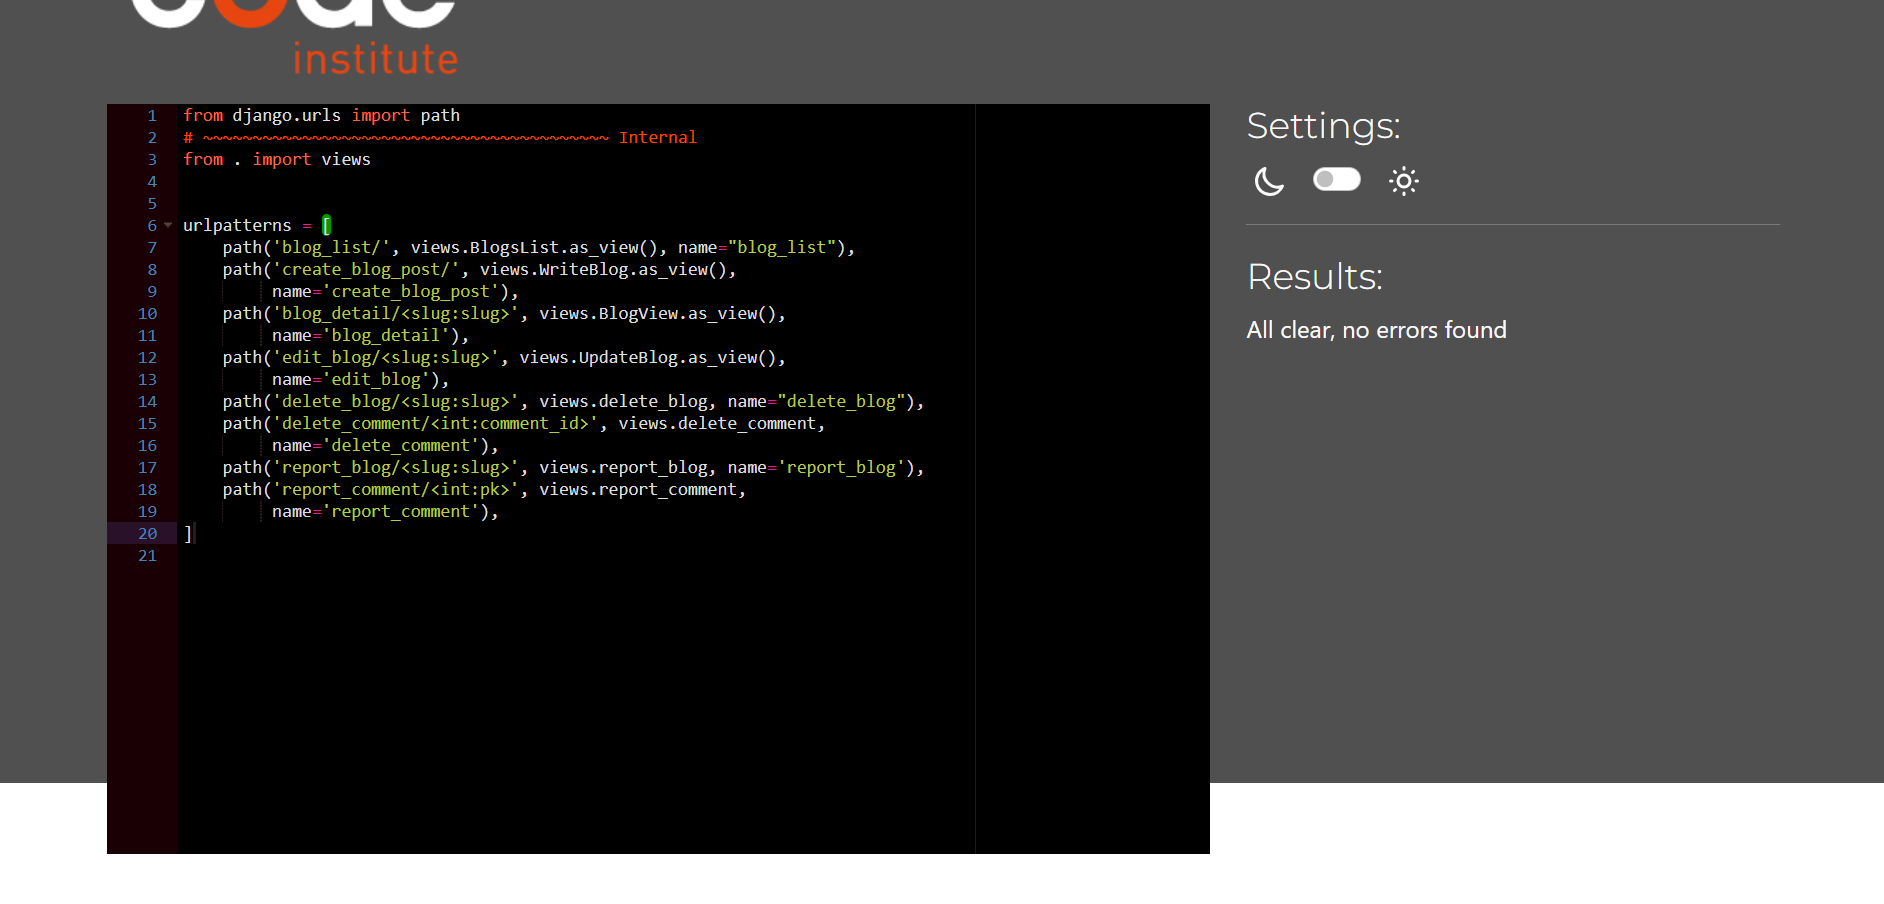 code
institute
1 from django.urls import path
2 # ~~~~~~~~~~~~~~~~~~~~~~~~~~~~~~~~~~~~~~~~~ Internal
3 from . import views
4
5
6 urlpatterns = [
7     path('blog_list/', views.BlogsList.as_view(), name="blog_list"),
8     path('create_blog_post/', views.WriteBlog.as_view(),
9          name='create_blog_post'),
10     path('blog_detail/<slug:slug>', views.BlogView.as_view(),
11          name='blog_detail'),
12     path('edit_blog/<slug:slug>', views.UpdateBlog.as_view(),
13          name='edit_blog'),
14     path('delete_blog/<slug:slug>', views.delete_blog, name="delete_blog"),
15     path('delete_comment/<int:comment_id>', views.delete_comment,
16          name='delete_comment'),
17     path('report_blog/<slug:slug>', views.report_blog, name='report_blog'),
18     path('report_comment/<int:pk>', views.report_comment,
19          name='report_comment'),
20 ]
21
Settings:
Results:
All clear, no errors found